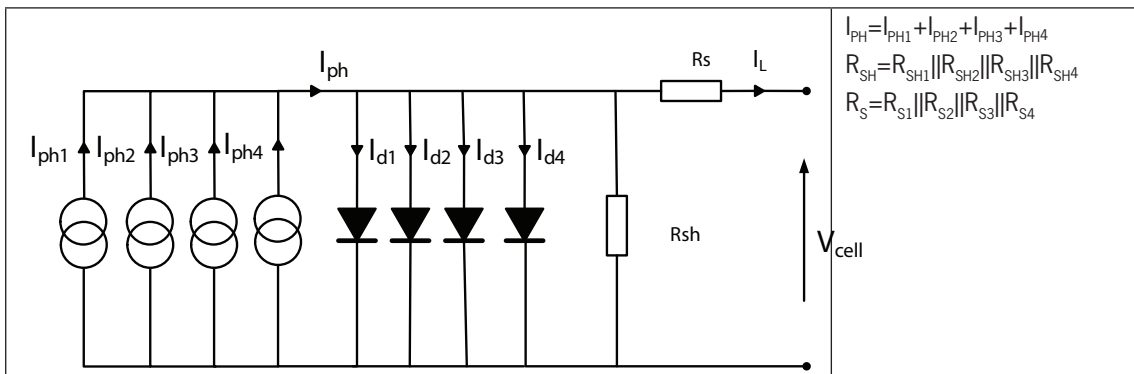 I_ph
Rs
I_L
I_ph1
I_ph2
I_ph3
I_ph4
I_d1
I_d2
I_d3
I_d4
Rsh
V_cell
I_PH=I_PH1+I_PH2+I_PH3+I_PH4
R_SH=R_SH1||R_SH2||R_SH3||R_SH4
R_S=R_S1||R_S2||R_S3||R_S4